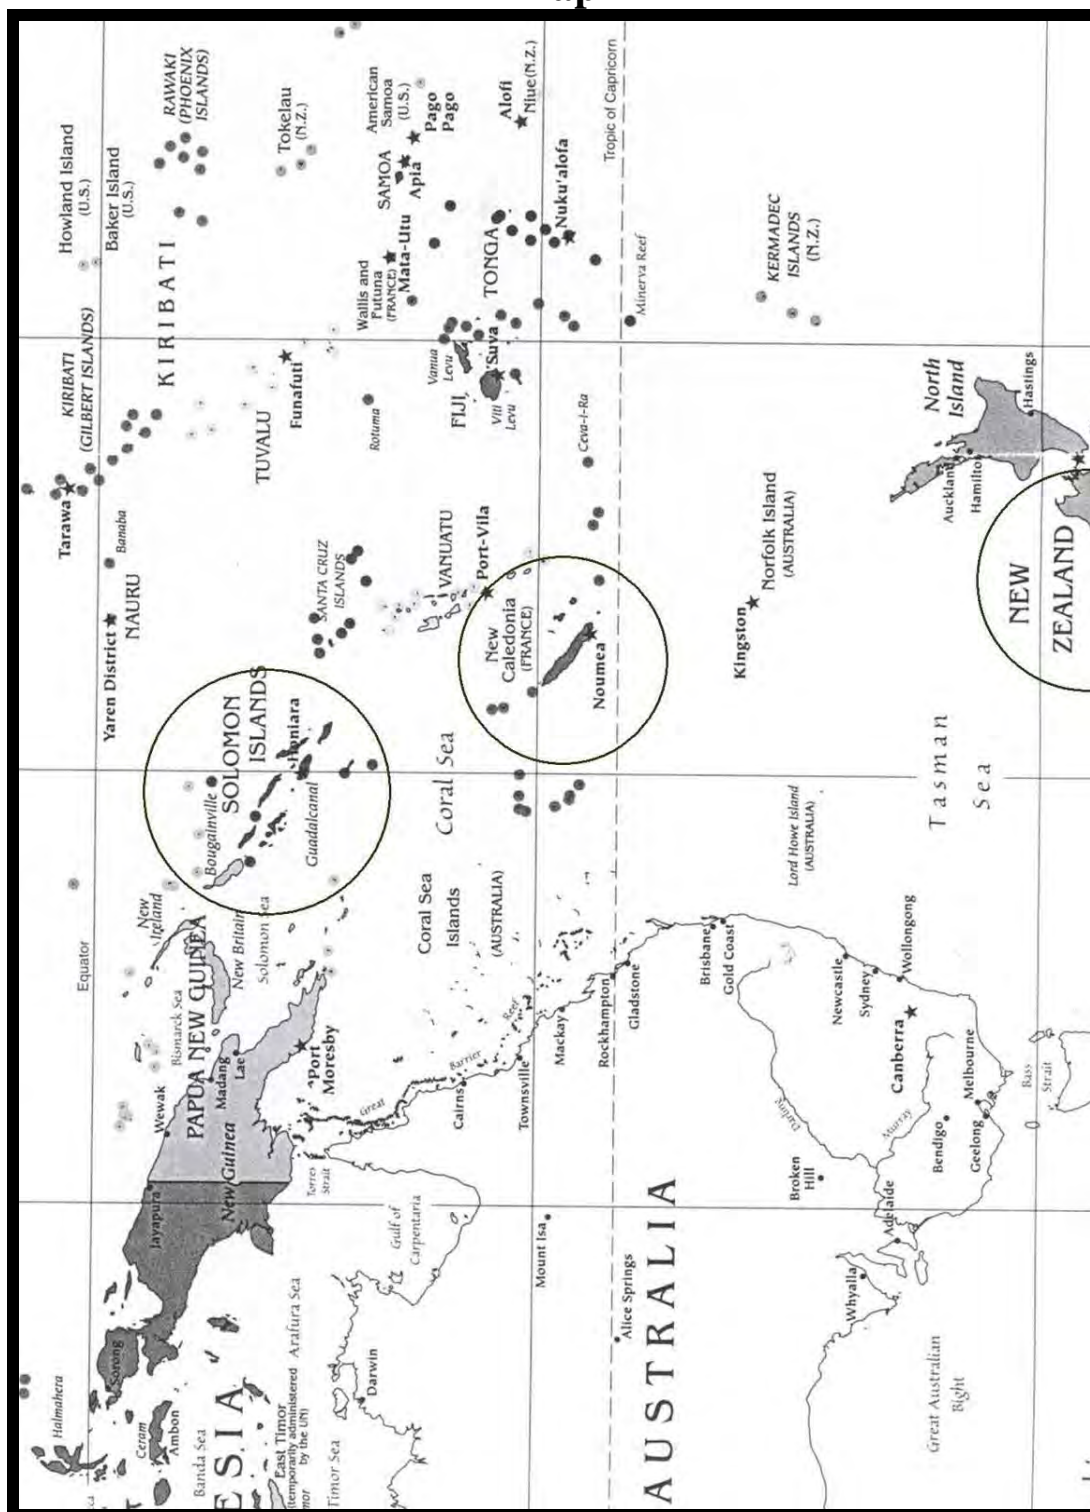 ap
Howland Island
(U.S.)
Baker Island
(U.S.)
RAWAKI
(PHOENIX
ISLANDS)
Tokelau
(N.Z.)
American
Samoa
(U.S.)
Pago
Pago
SAMOA
Apia
Alofi
Niue (N.Z.)
Tropic of Capricorn
Wallis and
Futuna
(FRANCE)
Mata-Utu
TONGA
Nuku'alofa
Minerva Reef
KERMADEC
ISLANDS
(N.Z.)
KIRIBATI
KIRIBATI
(GILBERT ISLANDS)
Tarawa
Banaba
TUVALU
Funafuti
Rotuma
Vanua
Levu
FIJI
Suva
Viti
Levu
Ceva-i-Ra
North
Island
Hastings
Auckland
Hamilton
NEW
ZEALAND
Yaren District
NAURU
SANTA CRUZ
ISLANDS
VANUATU
Port-Vila
New
Caledonia
(FRANCE)
Noumea
Norfolk Island
(AUSTRALIA)
Kingston
SOLOMON
ISLANDS
Honiara
Bougainville
Guadalcanal
Coral Sea
Coral Sea
Islands
(AUSTRALIA)
Lord Howe Island
(AUSTRALIA)
Tasman
Sea
Equator
New
Ireland
New Britain
Solomon Sea
Bismarck Sea
PAPUA NEW GUINEA
Wewak
Madang
Lae
Port
Moresby
New Guinea
Jayapura
Torres
Strait
Great
Barrier
Reef
Cairns
Townsville
Mackay
Rockhampton
Gladstone
Brisbane
Gold Coast
Newcastle
Sydney
Wollongong
Canberra
Melbourne
Bass
Strait
Darling
Murray
Bendigo
Geelong
Broken
Hill
Adelaide
Whyalla
Gulf of
Carpentaria
Mount Isa
Alice Springs
AUSTRALIA
Great Australian
Bight
Darwin
Arafura Sea
Timor Sea
East Timor
(temporarily administered
by the UN)
mor
ESIA
Banda Sea
Sorong
Halmahera
Ceram
Ambon